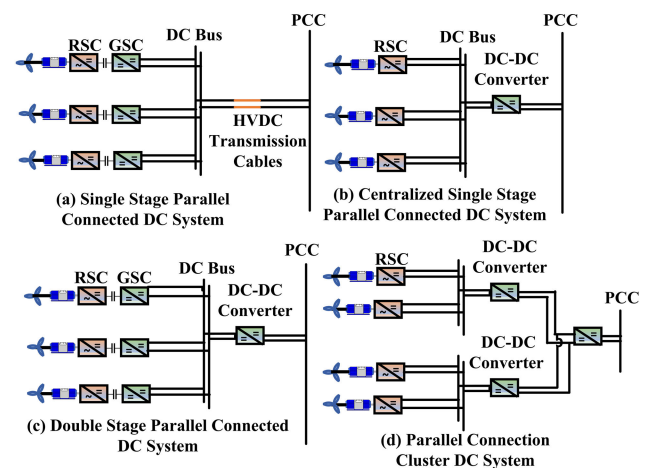 PCC
DC Bus
RSC GSC
HVDC
Transmission
Cables
(a) Single Stage Parallel
Connected DC System
PCC
DC Bus
RSC
DC-DC
Converter
(b) Centralized Single Stage
Parallel Connected DC System
PCC
DC Bus
RSC GSC
DC-DC
Converter
(c) Double Stage Parallel Connected
DC System
DC-DC
Converter
RSC
PCC
DC-DC
Converter
(d) Parallel Connection
Cluster DC System